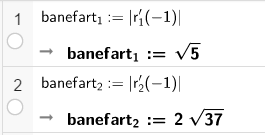 1 banefart₁ := |r₁′(−1)|
→ banefart₁ := √5
2 banefart₂ := |r₂′(−1)|
→ banefart₂ := 2 √37